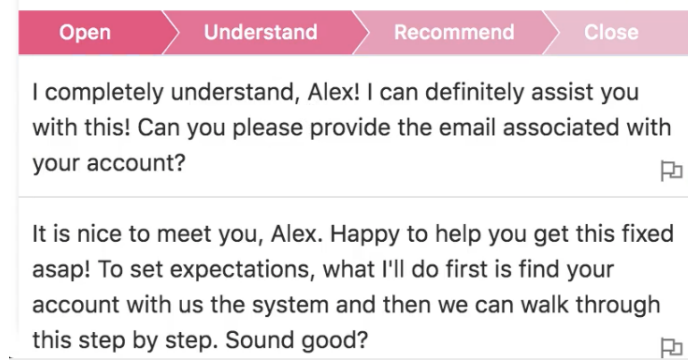 Open Understand Recommend Close
I completely understand, Alex! I can definitely assist you
with this! Can you please provide the email associated with
your account?
It is nice to meet you, Alex. Happy to help you get this fixed
asap! To set expectations, what I'll do first is find your
account with us the system and then we can walk through
this step by step. Sound good?